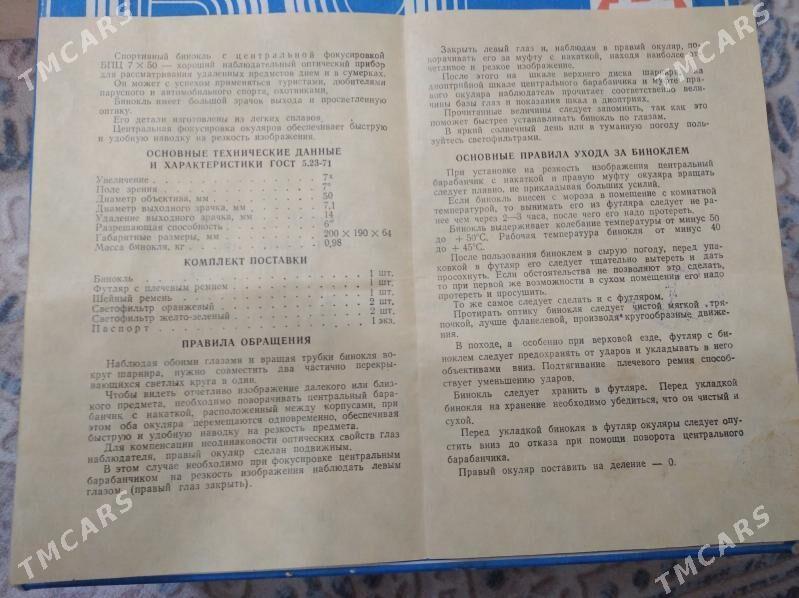 Спортивный бинокль с центральной фокусировкой
БПЦ 7 × 50 — хороший наблюдательный оптический прибор
для рассматривания удаленных предметов днем и в сумерках.
Он может с успехом применяться туристами, любителями
парусного и автомобильного спорта, охотниками.
Бинокль имеет большой зрачок выхода и просветленную
оптику.
Его детали изготовлены из легких сплавов.
Центральная фокусировка окуляров обеспечивает быструю
и удобную наводку на резкость изображения.
ОСНОВНЫЕ ТЕХНИЧЕСКИЕ ДАННЫЕ
И ХАРАКТЕРИСТИКИ ГОСТ 5.23-71
Увеличение . . . . . . . . 7ˣ
Поле зрения . . . . . . . . 7°
Диаметр объектива, мм . . . . . . 50
Диаметр выходного зрачка, мм . . . . 7,1
Удаление выходного зрачка, мм . . . . 14
Разрешающая способность . . . . . 6″
Габаритные размеры, мм . . . . 200 × 190 × 64
Масса бинокля, кг . . . . . . 0,98
КОМПЛЕКТ ПОСТАВКИ
Бинокль . . . . . . . . 1 шт.
Футляр с плечевым ремнем . . . . . 1 шт.
Шейный ремень . . . . . . . 1 шт.
Светофильтр оранжевый . . . . . . 2 шт.
Светофильтр желто-зеленый . . . . . 2 шт.
Паспорт . . . . . . . . 1 экз.
ПРАВИЛА ОБРАЩЕНИЯ
Наблюдая обоими глазами и вращая трубки бинокля во-
круг шарнира, нужно совместить два частично перекры-
вающихся светлых круга в один.
Чтобы видеть отчетливо изображение далекого или близ-
кого предмета, необходимо поворачивать центральный бара-
банчик с накаткой, расположенный между корпусами, при
этом оба окуляра перемещаются одновременно, обеспечивая
быструю и удобную наводку на резкость предмета.
Для компенсации неодинаковости оптических свойств глаз
наблюдателя, правый окуляр сделан подвижным.
В этом случае необходимо при фокусировке центральным
барабанчиком на резкость изображения наблюдать левым
глазом (правый глаз закрыть).
Закрыть левый глаз и, наблюдая в правый окуляр, по-
ворачивать его за муфту с накаткой, находя наиболее от-
четливое и резкое изображение.
После этого на шкале верхнего диска шарнира, на
диоптрийной шкале центрального барабанчика и муфте пра-
вого окуляра наблюдатель прочитает соответственно вели-
чины базы глаз и показания шкал в диоптриях.
Прочитанные величины следует запомнить, так как это
поможет быстрее устанавливать бинокль по глазам.
В яркий солнечный день или в туманную погоду поль-
зуйтесь светофильтрами.
ОСНОВНЫЕ ПРАВИЛА УХОДА ЗА БИНОКЛЕМ
При установке на резкость изображения центральный
барабанчик с накаткой и правую муфту окуляра вращать
следует плавно, не прикладывая больших усилий.
Если бинокль внесен с мороза в помещение с комнатной
температурой, то вынимать его из футляра следует не ра-
нее чем через 2—3 часа, после чего его надо протереть.
Бинокль выдерживает колебание температуры от минус 50
до + 50°С. Рабочая температура бинокля от минус 40
до + 45°С.
После пользования биноклем в сырую погоду, перед упа-
ковкой в футляр его следует тщательно вытереть и дать
просохнуть. Если обстоятельства не позволяют это сделать,
то при первой же возможности в сухом помещении его надо
протереть и просушить.
То же самое следует сделать и с футляром.
Протирать оптику бинокля следует чистой мягкой тря-
почкой, лучше фланелевой, производя кругообразные движе-
ния.
В походе, а особенно при верховой езде, футляр с би-
ноклем следует предохранять от ударов и укладывать в него
объективами вниз. Подтягивание плечевого ремня способ-
ствует уменьшению ударов.
Бинокль следует хранить в футляре. Перед укладкой
бинокля на хранение необходимо убедиться, что он чистый и
сухой.
Перед укладкой бинокля в футляр окуляры следует опу-
стить вниз до отказа при помощи поворота центрального
барабанчика.
Правый окуляр поставить на деление — 0.
TMCARS
TMCARS
TMCARS
TMCARS
TMCARS